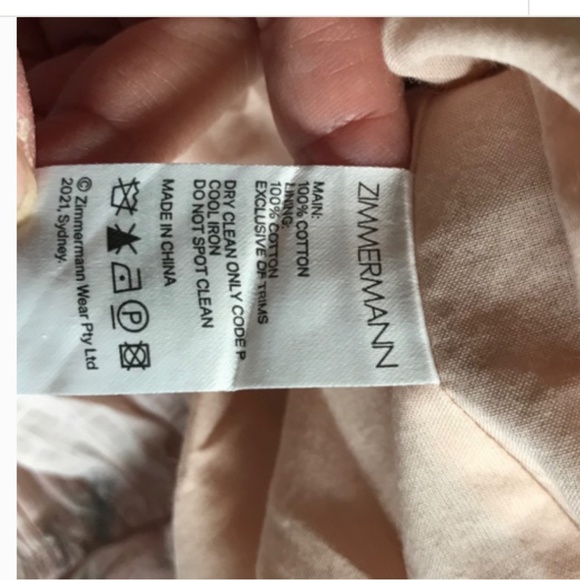 ZIMMERMANN
MAIN:
100% COTTON
LINING:
100% COTTON
EXCLUSIVE OF TRIMS
DRY CLEAN ONLY CODE P
COOL IRON
DO NOT SPOT CLEAN
MADE IN CHINA
P
© Zimmermann Wear Pty Ltd
2021, Sydney.